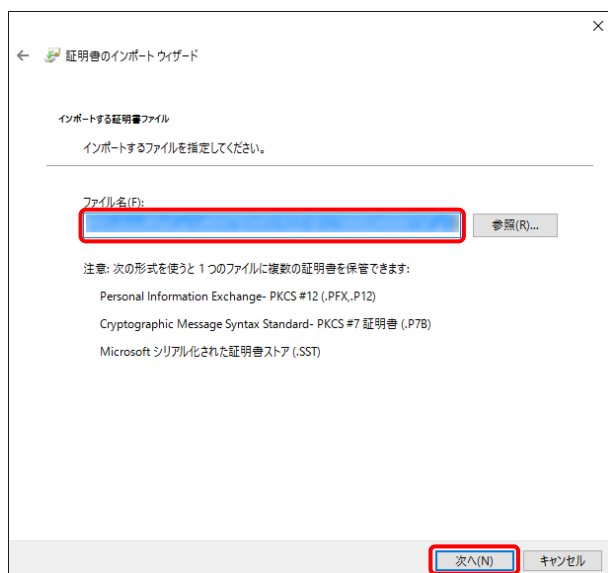 証明書のインポート ウィザード
インポートする証明書ファイル
インポートするファイルを指定してください。
ファイル名(F):
参照(R)...
注意: 次の形式を使うと 1 つのファイルに複数の証明書を保管できます:
Personal Information Exchange- PKCS #12 (.PFX,.P12)
Cryptographic Message Syntax Standard- PKCS #7 証明書 (.P7B)
Microsoft シリアル化された証明書ストア (.SST)
次へ(N)
キャンセル